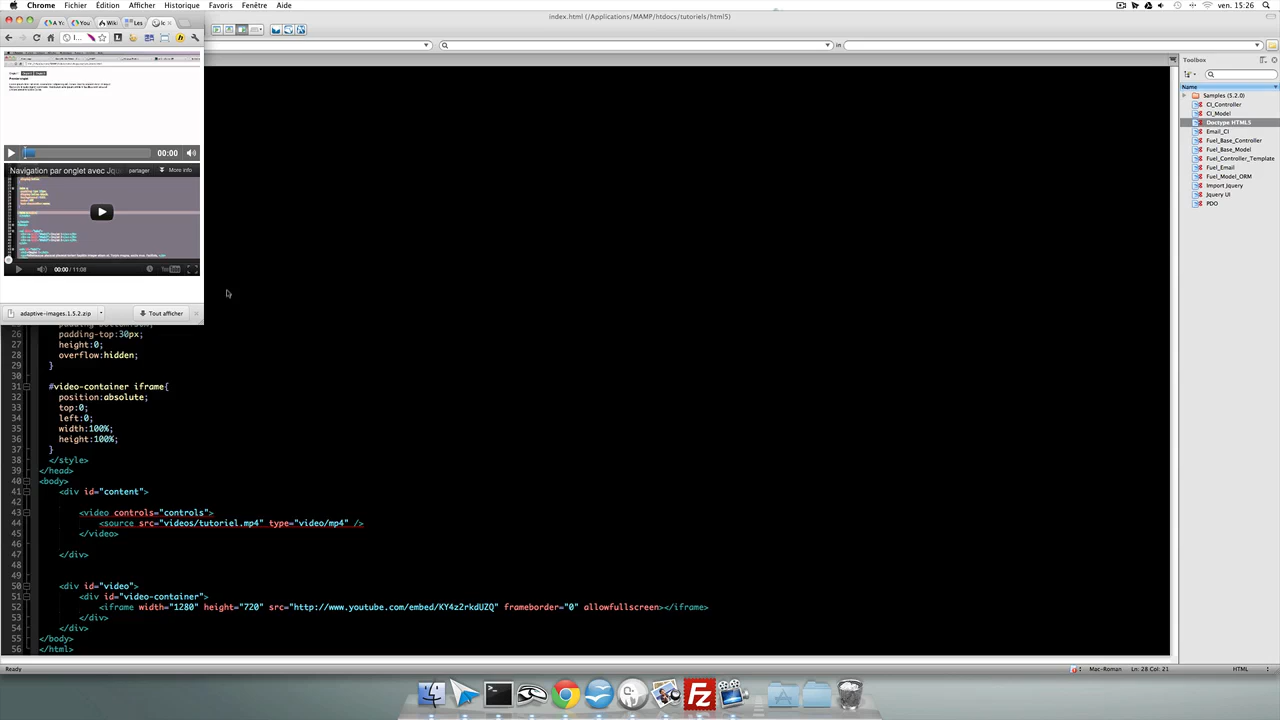 Chrome Fichier Édition Afficher Historique Favoris Fenêtre Aide
ven. 15:26
index.html (/Applications/MAMP/htdocs/tutoriels/html5)
A Y
You
Wiki
Les
lc
in
00:00
Navigation par onglet avec Jqu
partager
More info
00:00 / 11:08
You Tube
adaptive-images.1.5.2.zip
Tout afficher
26 padding-top:30px;
27 height:0;
28 overflow:hidden;
29 }
30
31 #video-container iframe{
32 position:absolute;
33 top:0;
34 left:0;
35 width:100%;
36 height:100%;
37 }
38 </style>
39 </head>
40 <body>
41 <div id="content">
42
43 <video controls="controls">
44 <source src="videos/tutoriel.mp4" type="video/mp4" />
45 </video>
46
47 </div>
48
49
50 <div id="video">
51 <div id="video-container">
52 <iframe width="1280" height="720" src="http://www.youtube.com/embed/KY4z2rkdUZQ" frameborder="0" allowfullscreen></iframe>
53 </div>
54 </div>
55 </body>
56 </html>
Toolbox
Name
Samples (5.2.0)
CI_Controller
CI_Model
Doctype HTML5
Email_CI
Fuel_Base_Controller
Fuel_Base_Model
Fuel_Controller_Template
Fuel_Email
Fuel_Model_ORM
Import Jquery
Jquery UI
PDO
Ready
Mac-Roman
Ln: 28 Col: 21
HTML